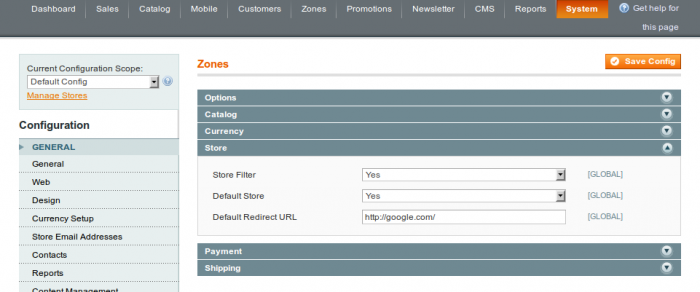 Dashboard Sales Catalog Mobile Customers Zones Promotions Newsletter CMS Reports System Get help for this page
Current Configuration Scope:
Default Config
Manage Stores
Configuration
GENERAL
General
Web
Design
Currency Setup
Store Email Addresses
Contacts
Reports
Content Management
Zones
Save Config
Options
Catalog
Currency
Store
Store Filter Yes [GLOBAL]
Default Store Yes [GLOBAL]
Default Redirect URL http://google.com/ [GLOBAL]
Payment
Shipping